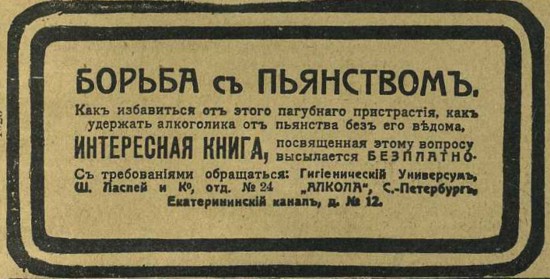 БОРЬБА съ ПЬЯНСТВОМЪ.
Какъ избавиться отъ этого пагубнаго пристрастія, какъ
удержать алкоголика отъ пьянства безъ его вѣдома,
ИНТЕРЕСНАЯ КНИГА, посвященная этому вопросу
высылается БЕЗПЛАТНО.
Съ требованіями обращаться: Гигіеническій Универсумъ,
Ш. Ласлей и Ко, отд. № 24 „АЛКОЛА", С.-Петербургъ,
Екатерининскій каналъ, д. № 12.